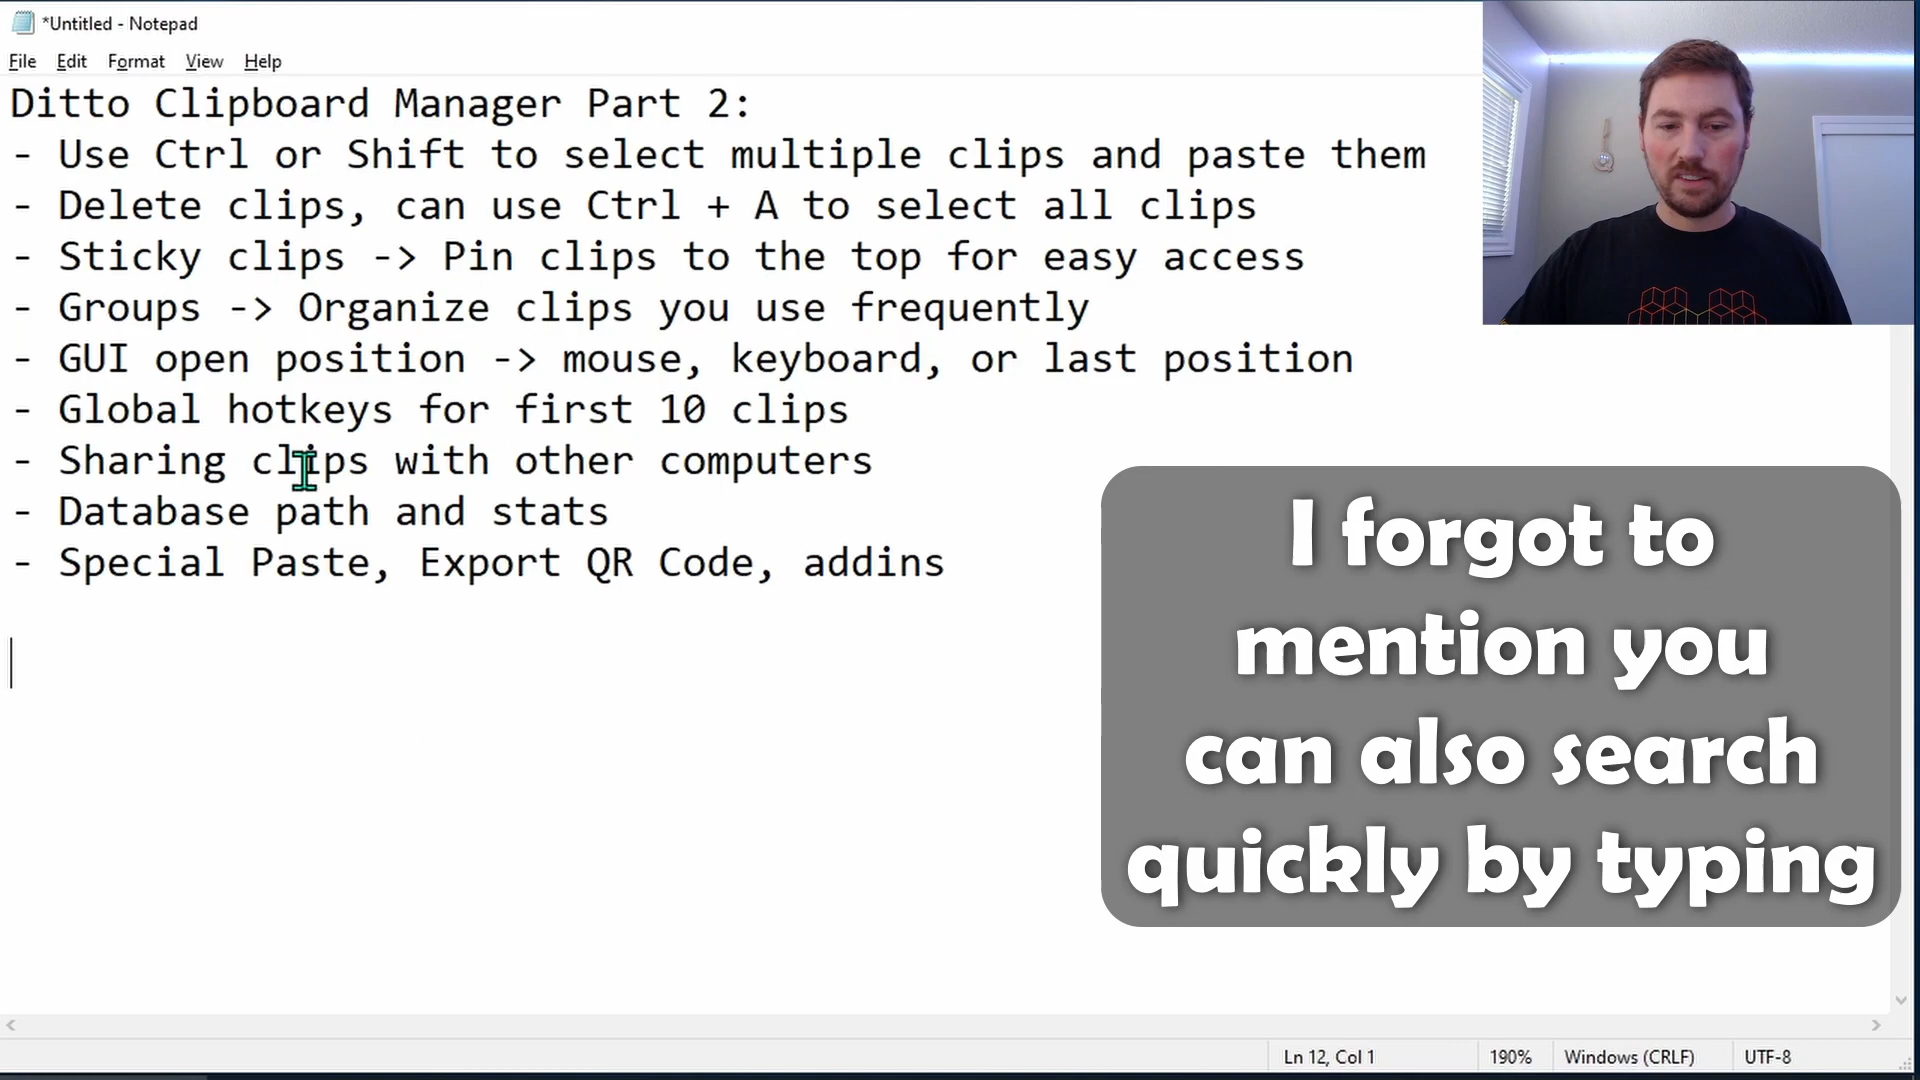 *Untitled - Notepad
File Edit Format View Help
Ditto Clipboard Manager Part 2:
- Use Ctrl or Shift to select multiple clips and paste them
- Delete clips, can use Ctrl + A to select all clips
- Sticky clips -> Pin clips to the top for easy access
- Groups -> Organize clips you use frequently
- GUI open position -> mouse, keyboard, or last position
- Global hotkeys for first 10 clips
- Sharing clips with other computers
- Database path and stats
- Special Paste, Export QR Code, addins
I forgot to
mention you
can also search
quickly by typing
Ln 12, Col 1 190% Windows (CRLF) UTF-8